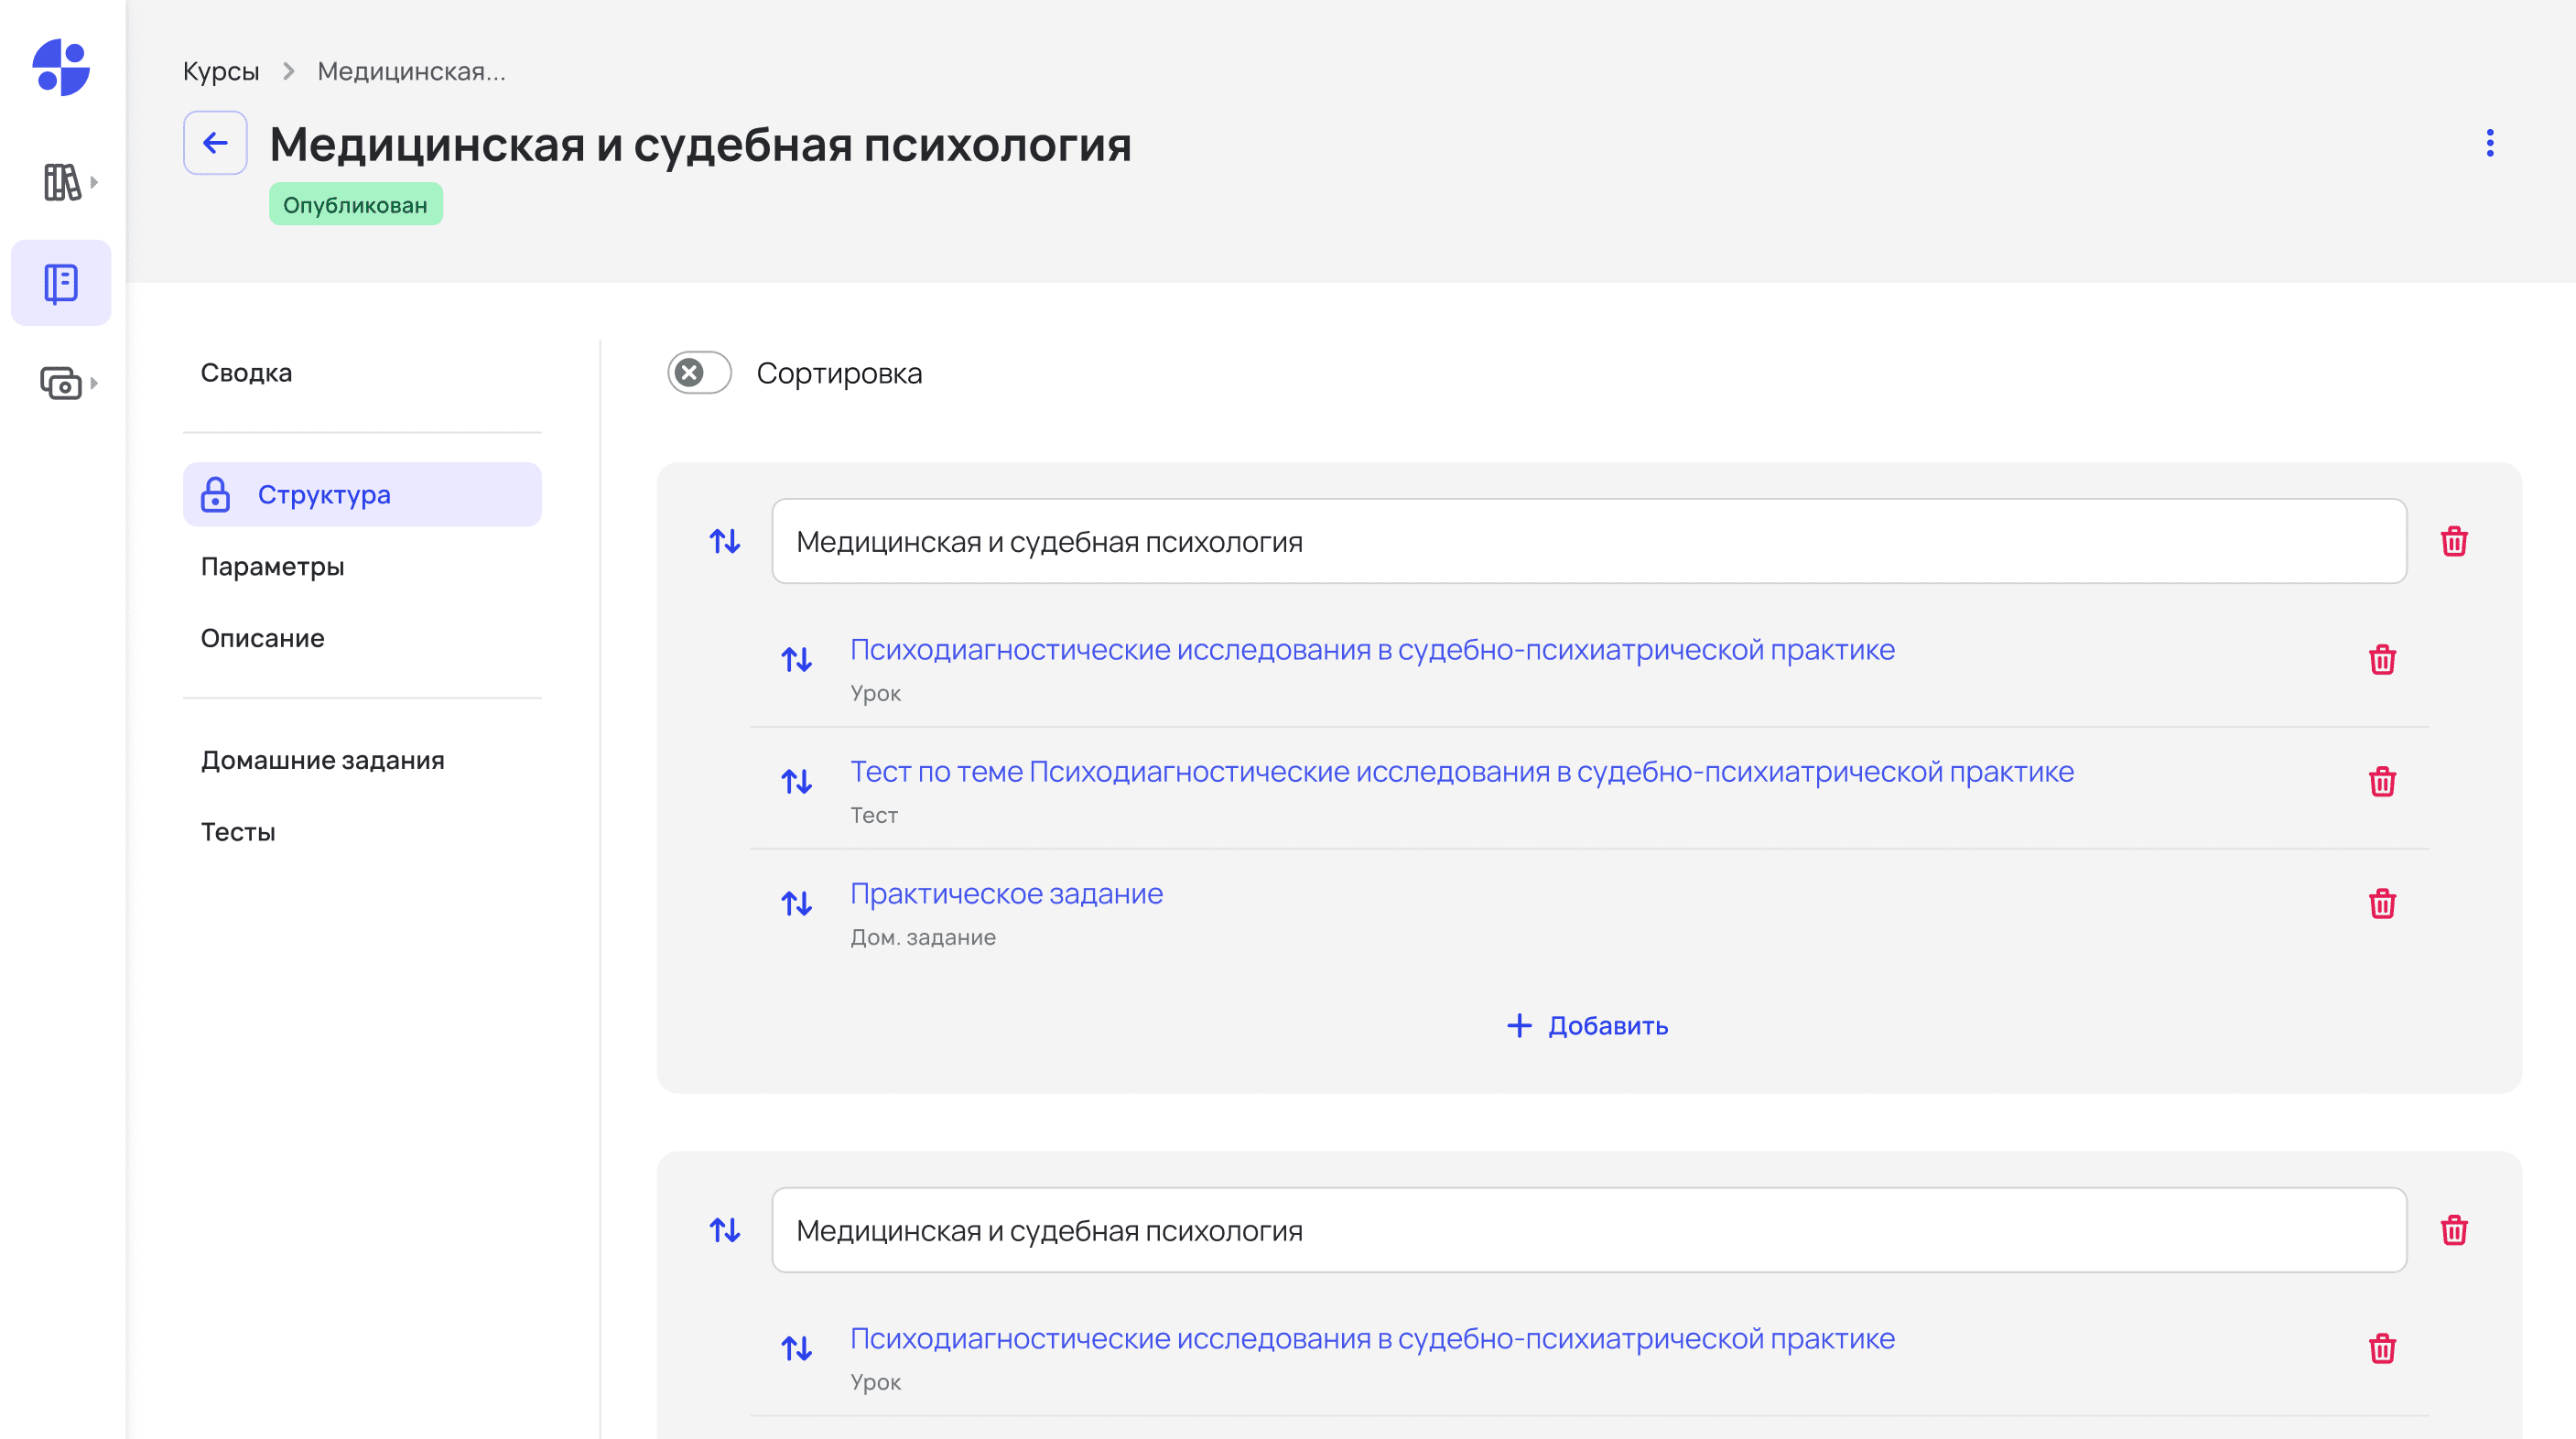 Курсы
Медицинская...
Медицинская и судебная психология
Опубликован
Сводка
Структура
Параметры
Описание
Домашние задания
Тесты
Сортировка
Медицинская и судебная психология
Психодиагностические исследования в судебно-психиатрической практике
Урок
Тест по теме Психодиагностические исследования в судебно-психиатрической практике
Тест
Практическое задание
Дом. задание
Добавить
Медицинская и судебная психология
Психодиагностические исследования в судебно-психиатрической практике
Урок